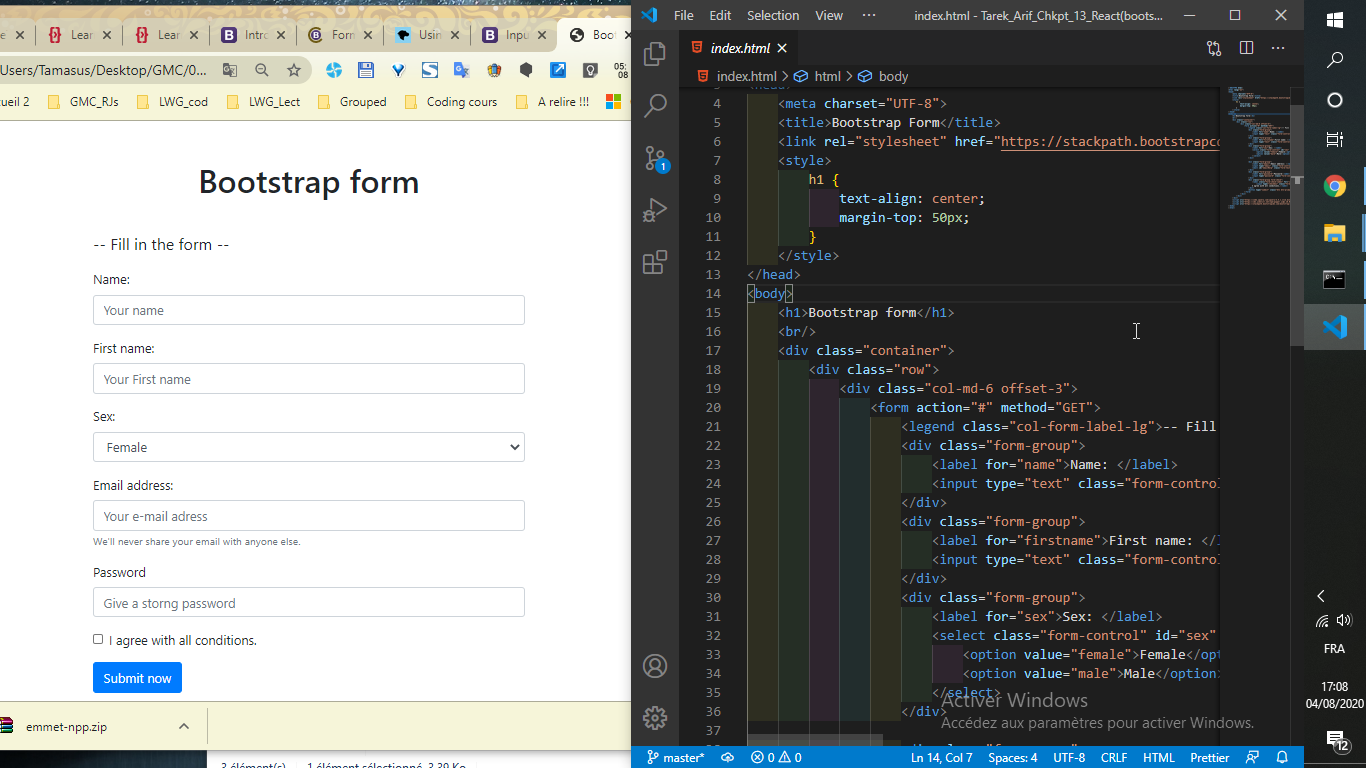 Lear
Lear
Intro
Forn
Usin
Inpu
Boo
Users/Tamasus/Desktop/GMC/0...
05:
08
ueil 2
GMC_RJs
LWG_cod
LWG_Lect
Grouped
Coding cours
A relire !!!
Bootstrap form
-- Fill in the form --
Name:
Your name
First name:
Your First name
Sex:
Female
Email address:
Your e-mail adress
We'll never share your email with anyone else.
Password
Give a storng password
I agree with all conditions.
Submit now
emmet-npp.zip
3 élément(s)
1 élément sélectionné 3,39 Ko
File Edit Selection View ···
index.html - Tarek_Arif_Chkpt_13_React(boots...
index.html
index.html > html > body
4 <meta charset="UTF-8">
5 <title>Bootstrap Form</title>
6 <link rel="stylesheet" href="https://stackpath.bootstrapc
7 <style>
8 h1 {
9 text-align: center;
10 margin-top: 50px;
11 }
12 </style>
13 </head>
14 <body>
15 <h1>Bootstrap form</h1>
16 <br/>
17 <div class="container">
18 <div class="row">
19 <div class="col-md-6 offset-3">
20 <form action="#" method="GET">
21 <legend class="col-form-label-lg">-- Fill
22 <div class="form-group">
23 <label for="name">Name: </label>
24 <input type="text" class="form-control
25 </div>
26 <div class="form-group">
27 <label for="firstname">First name: </l
28 <input type="text" class="form-control
29 </div>
30 <div class="form-group">
31 <label for="sex">Sex: </label>
32 <select class="form-control" id="sex"
33 <option value="female">Female</opt
34 <option value="male">Male</option>
35 </select>
36 </div>
37
1
Activer Windows
Accédez aux paramètres pour activer Windows.
master* 0 0 Ln 14, Col 7 Spaces: 4 UTF-8 CRLF HTML Prettier
FRA
17:08
04/08/2020
12